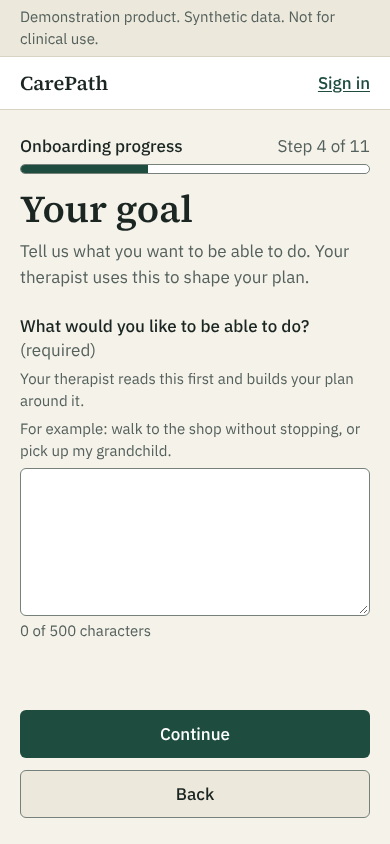 Demonstration product. Synthetic data. Not for
clinical use.
CarePath
Sign in
Onboarding progress
Step 4 of 11
Your goal
Tell us what you want to be able to do. Your
therapist uses this to shape your plan.
What would you like to be able to do?
(required)
Your therapist reads this first and builds your plan
around it.
For example: walk to the shop without stopping, or
pick up my grandchild.
0 of 500 characters
Continue
Back